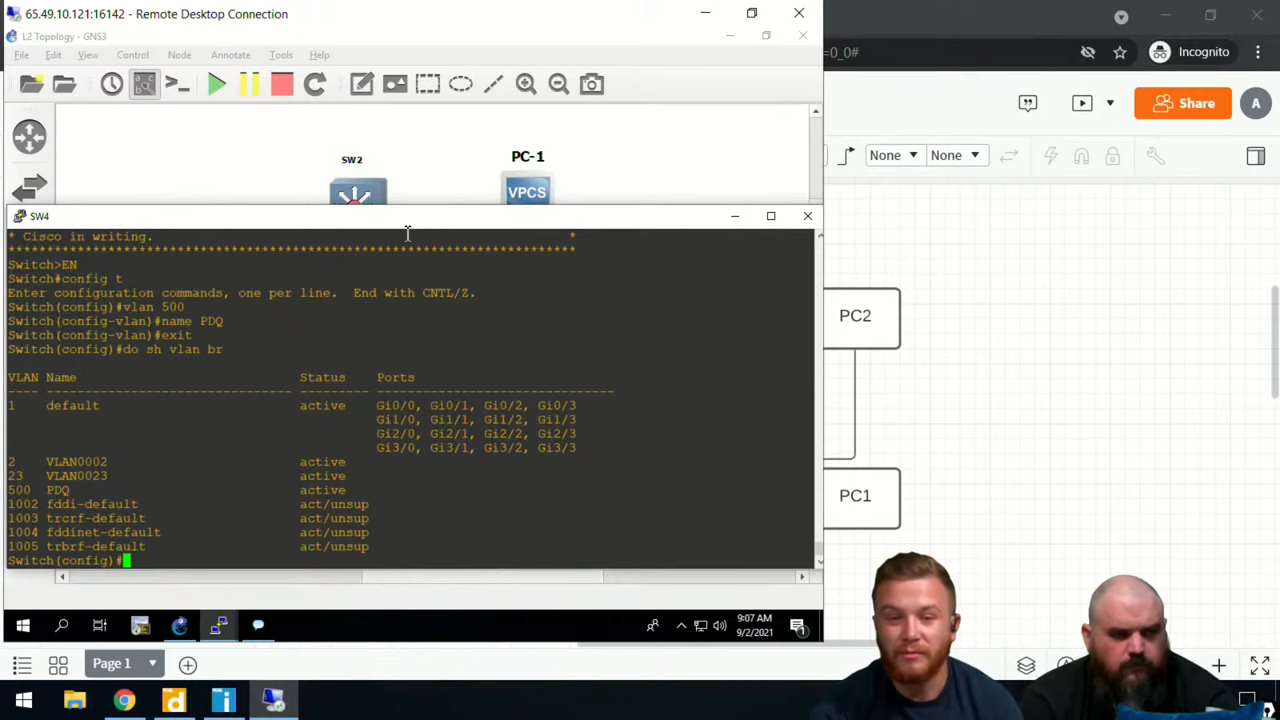 65.49.10.121:16142 - Remote Desktop Connection
L2 Topology - GNS3
File Edit View Control Node Annotate Tools Help
=0_0#
Incognito
Share
A
None None
SW2
PC-1
VPCS
SW4
* Cisco in writing. *
**************************************************************************
Switch>EN
Switch#config t
Enter configuration commands, one per line. End with CNTL/Z.
Switch(config)#vlan 500
Switch(config-vlan)#name PDQ
Switch(config-vlan)#exit
Switch(config)#do sh vlan br
VLAN Name Status Ports
---- -------------------------------- --------- -------------------------------
1 default active Gi0/0, Gi0/1, Gi0/2, Gi0/3
Gi1/0, Gi1/1, Gi1/2, Gi1/3
Gi2/0, Gi2/1, Gi2/2, Gi2/3
Gi3/0, Gi3/1, Gi3/2, Gi3/3
2 VLAN0002 active
23 VLAN0023 active
500 PDQ active
1002 fddi-default act/unsup
1003 trcrf-default act/unsup
1004 fddinet-default act/unsup
1005 trbrf-default act/unsup
Switch(config)#
PC2
PC1
9:07 AM
9/2/2021
1
Page 1